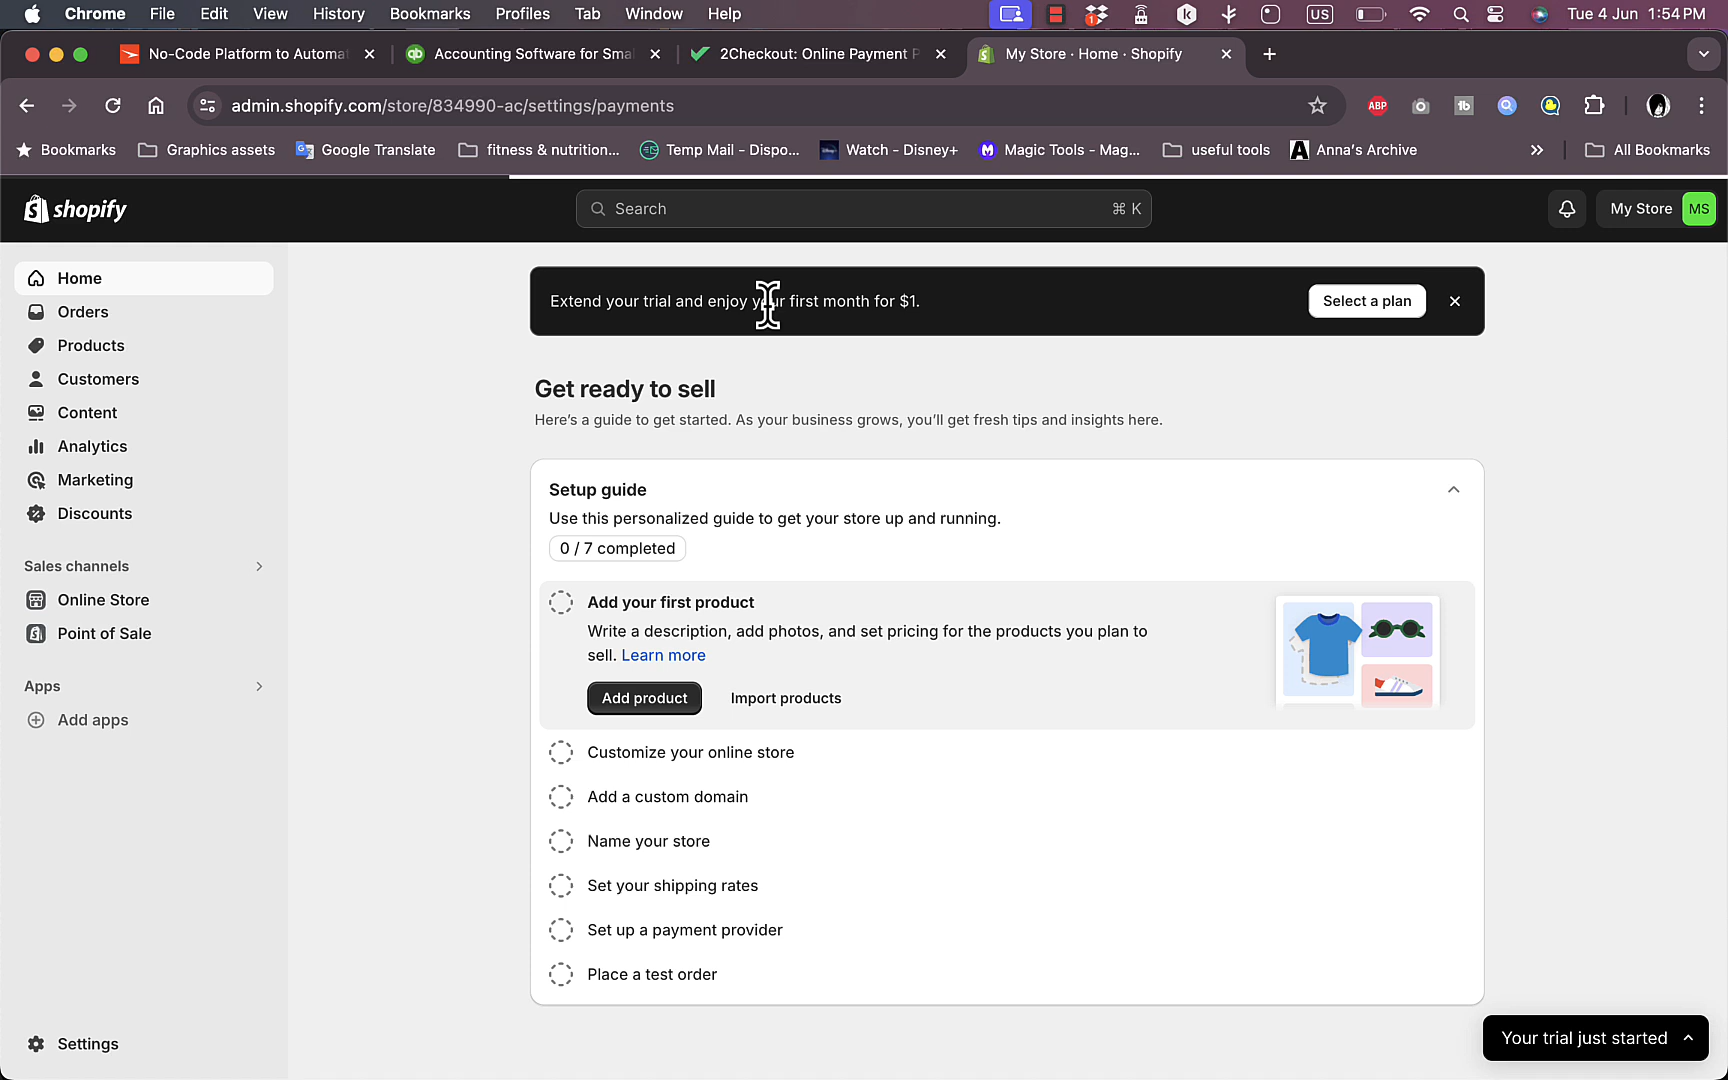 Chrome File Edit View History Bookmarks Profiles Tab Window Help US Tue 4 Jun 1:54 PM
No-Code Platform to Automat Accounting Software for Smal 2Checkout: Online Payment P My Store · Home · Shopify
admin.shopify.com/store/834990-ac/settings/payments ABP
Bookmarks Graphics assets Google Translate fitness & nutrition... Temp Mail - Dispo... Watch - Disney+ Magic Tools - Mag... useful tools Anna's Archive All Bookmarks
shopify Search ⌘ K My Store MS
Home
Orders
Products
Customers
Content
Analytics
Marketing
Discounts
Sales channels
Online Store
Point of Sale
Apps
Add apps
Settings
Extend your trial and enjoy your first month for $1. Select a plan
Get ready to sell
Here's a guide to get started. As your business grows, you'll get fresh tips and insights here.
Setup guide
Use this personalized guide to get your store up and running.
0 / 7 completed
Add your first product
Write a description, add photos, and set pricing for the products you plan to
sell. Learn more
Add product Import products
Customize your online store
Add a custom domain
Name your store
Set your shipping rates
Set up a payment provider
Place a test order
Your trial just started